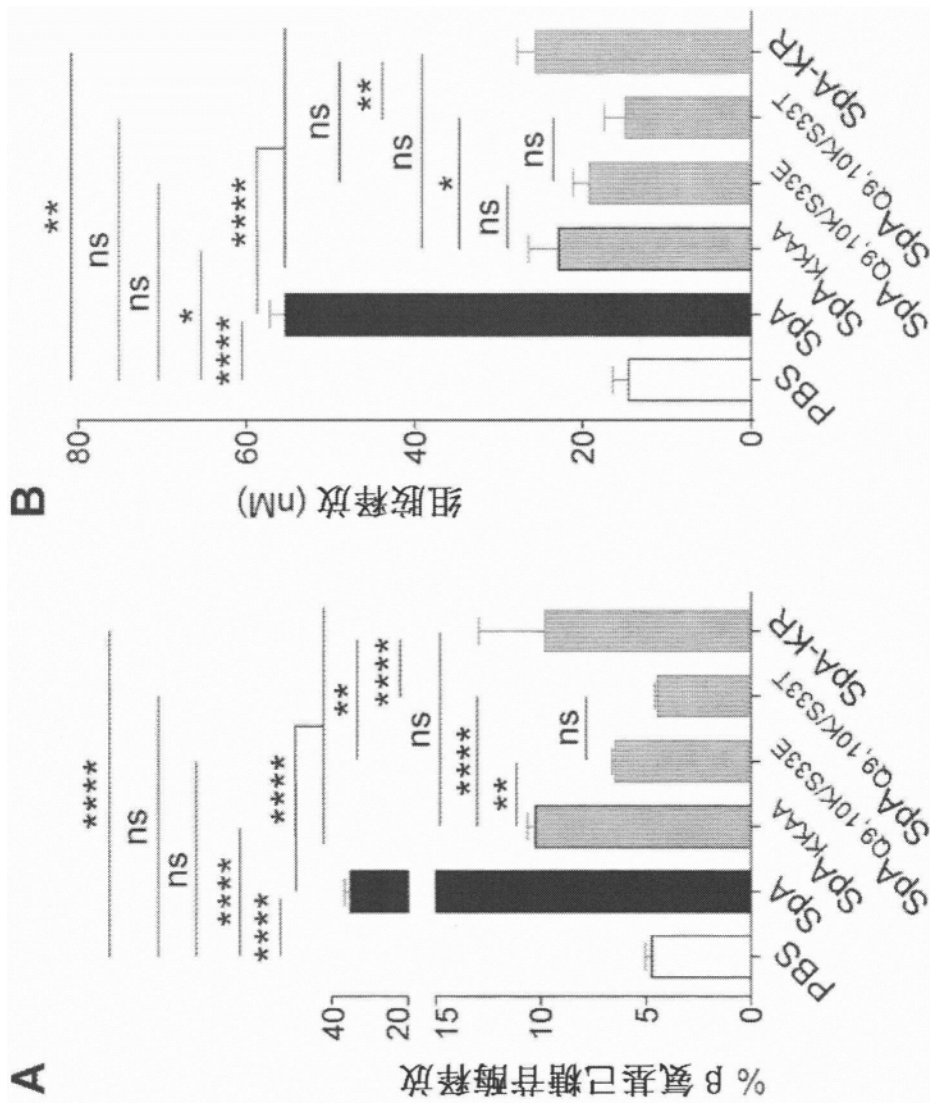 A
% β 氨基己糖苷酶释放
40
20
15
10
5
0
****
ns
ns
****
****
****
**
****
ns
****
**
ns
PBS
SpA
SpA_KKAA
SpA_Q9,10K/S33E
SpA_Q9,10K/S33T
SpA-KR
B
组胺释放 (nM)
80
60
40
20
0
**
ns
ns
*
****
****
ns
**
ns
*
ns
ns
PBS
SpA
SpA_KKAA
SpA_Q9,10K/S33E
SpA_Q9,10K/S33T
SpA-KR